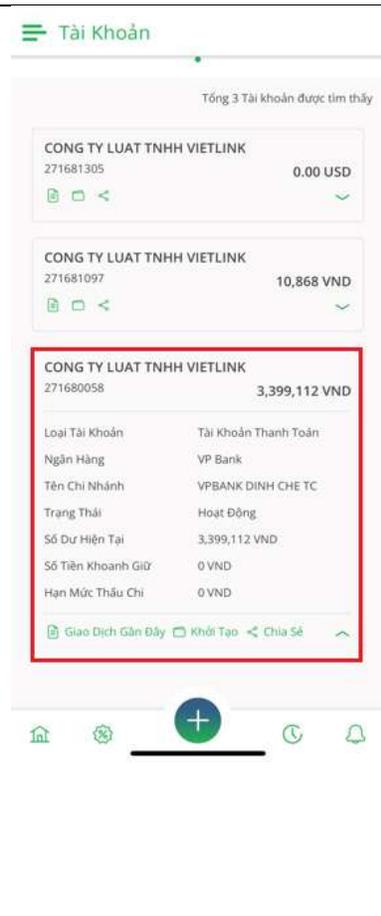 Tài Khoản
Tổng 3 Tài khoản được tìm thấy
CONG TY LUAT TNHH VIETLINK
271681305
0.00 USD
CONG TY LUAT TNHH VIETLINK
271681097
10,868 VND
CONG TY LUAT TNHH VIETLINK
271680058
3,399,112 VND
Loại Tài Khoản Tài Khoản Thanh Toán
Ngân Hàng VP Bank
Tên Chi Nhánh VPBANK DINH CHE TC
Trạng Thái Hoạt Động
Số Dư Hiện Tại 3,399,112 VND
Số Tiền Khoanh Giữ 0 VND
Hạn Mức Thấu Chi 0 VND
Giao Dịch Gần Đây Khởi Tạo Chia Sẻ